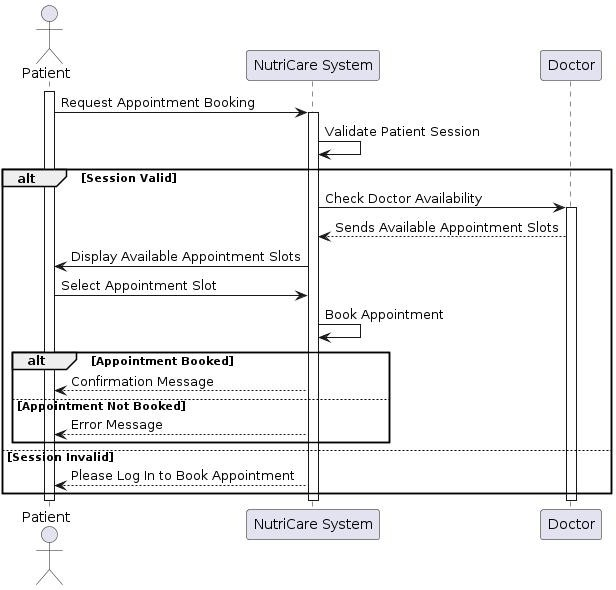 Patient
NutriCare System
Doctor
Request Appointment Booking
Validate Patient Session
alt
[Session Valid]
Check Doctor Availability
Sends Available Appointment Slots
Display Available Appointment Slots
Select Appointment Slot
Book Appointment
alt
[Appointment Booked]
Confirmation Message
[Appointment Not Booked]
Error Message
[Session Invalid]
Please Log In to Book Appointment
Patient
NutriCare System
Doctor